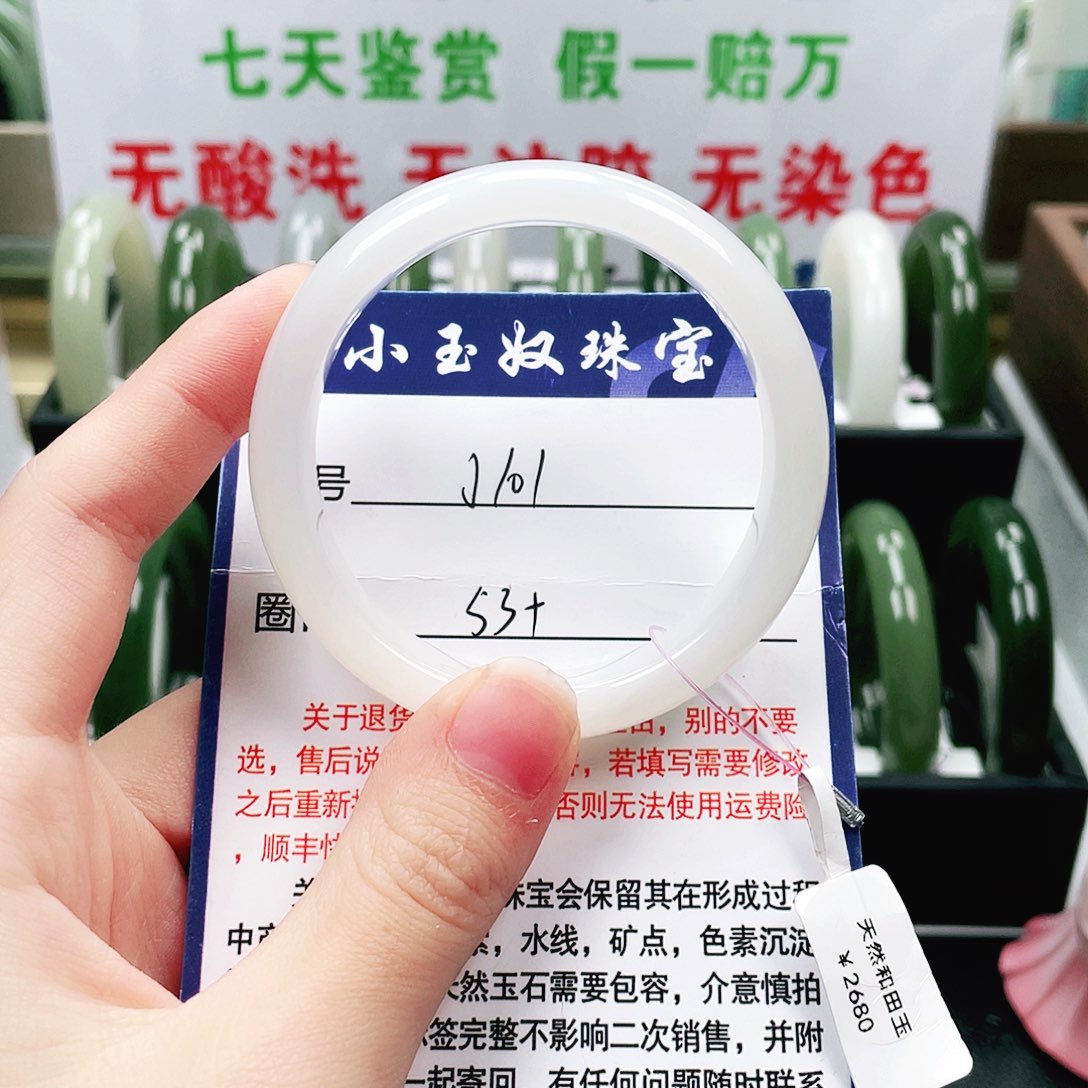 七天鉴赏 假一赔万
无酸洗 无 无染色
小玉奴珠宝
号 J101
圈 53+
关于退货 别的不要
选，售后说 ，若填写需要修改
之后重新 否则无法使用运费险
，顺丰
珠宝会保留其在形成过程
中 ，水线，矿点，色素沉淀
天然玉石需要包容，介意慎拍
签完整不影响二次销售，并附
一起寄回，有任何问题随时联系
天然和田玉
¥2680